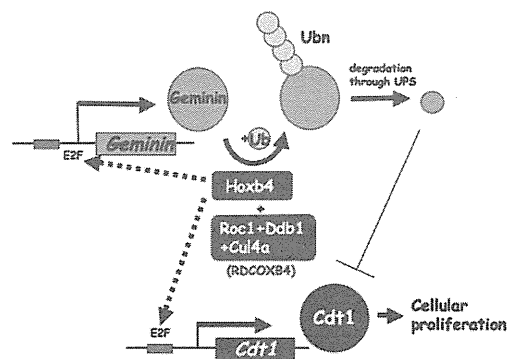 Ubn
degradation
through UPS
Geminin
+Ub
E2F
Geminin
Hoxb4
+
Roc1+Ddb1
+Cul4a
(RDCOXB4)
E2F
Cdt1
Cdt1
Cellular
proliferation